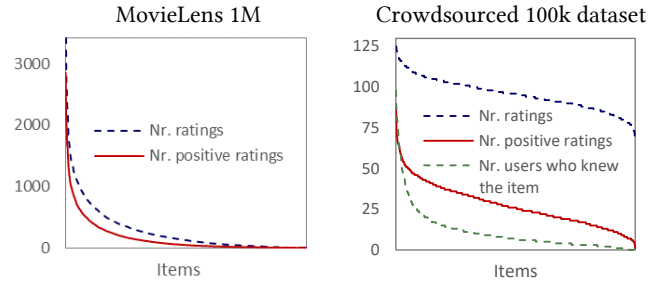 MovieLens 1M
3000
2000
1000
0
Nr. ratings
Nr. positive ratings
Items
Crowdsourced 100k dataset
125
100
75
50
25
0
Nr. ratings
Nr. positive ratings
Nr. users who knew
the item
Items